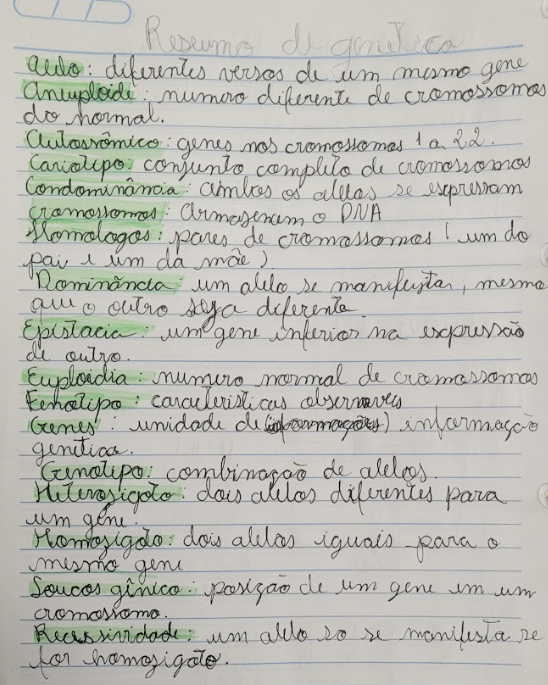 Resumo de genetica
alelo: diferentes versos de um mesmo gene
Aneuploide: numero diferente de cromossomos
do normal.
Autossômico: genes nos cromossomos 1 a 22.
Cariotipo: conjunto completo de cromossomos
Condominância: ambos os alelos se expressam
cromossomos: armazenam o DNA
Homologos: pares de cromossomos ( um do
pai e um da mãe)
Dominância: um alelo se manifesta, mesmo
que o outro seja diferente.
Epistacia: um gene inferior na expressão
de outro.
Euploidia: numero normal de cromossomos
Fenotipo: caracteristicas observaveis
Genes: unidade de (informações) informação
genetica.
Genotipo: combinação de alelos.
Heterosigoto: dois alelos diferentes para
um gene.
Homosigoto: dois alelos iguais para o
mesmo gene
Loucos gênico: posição de um gene em um
cromossomo.
Recessividade: um alelo so se manifesta se
for homozigoto.